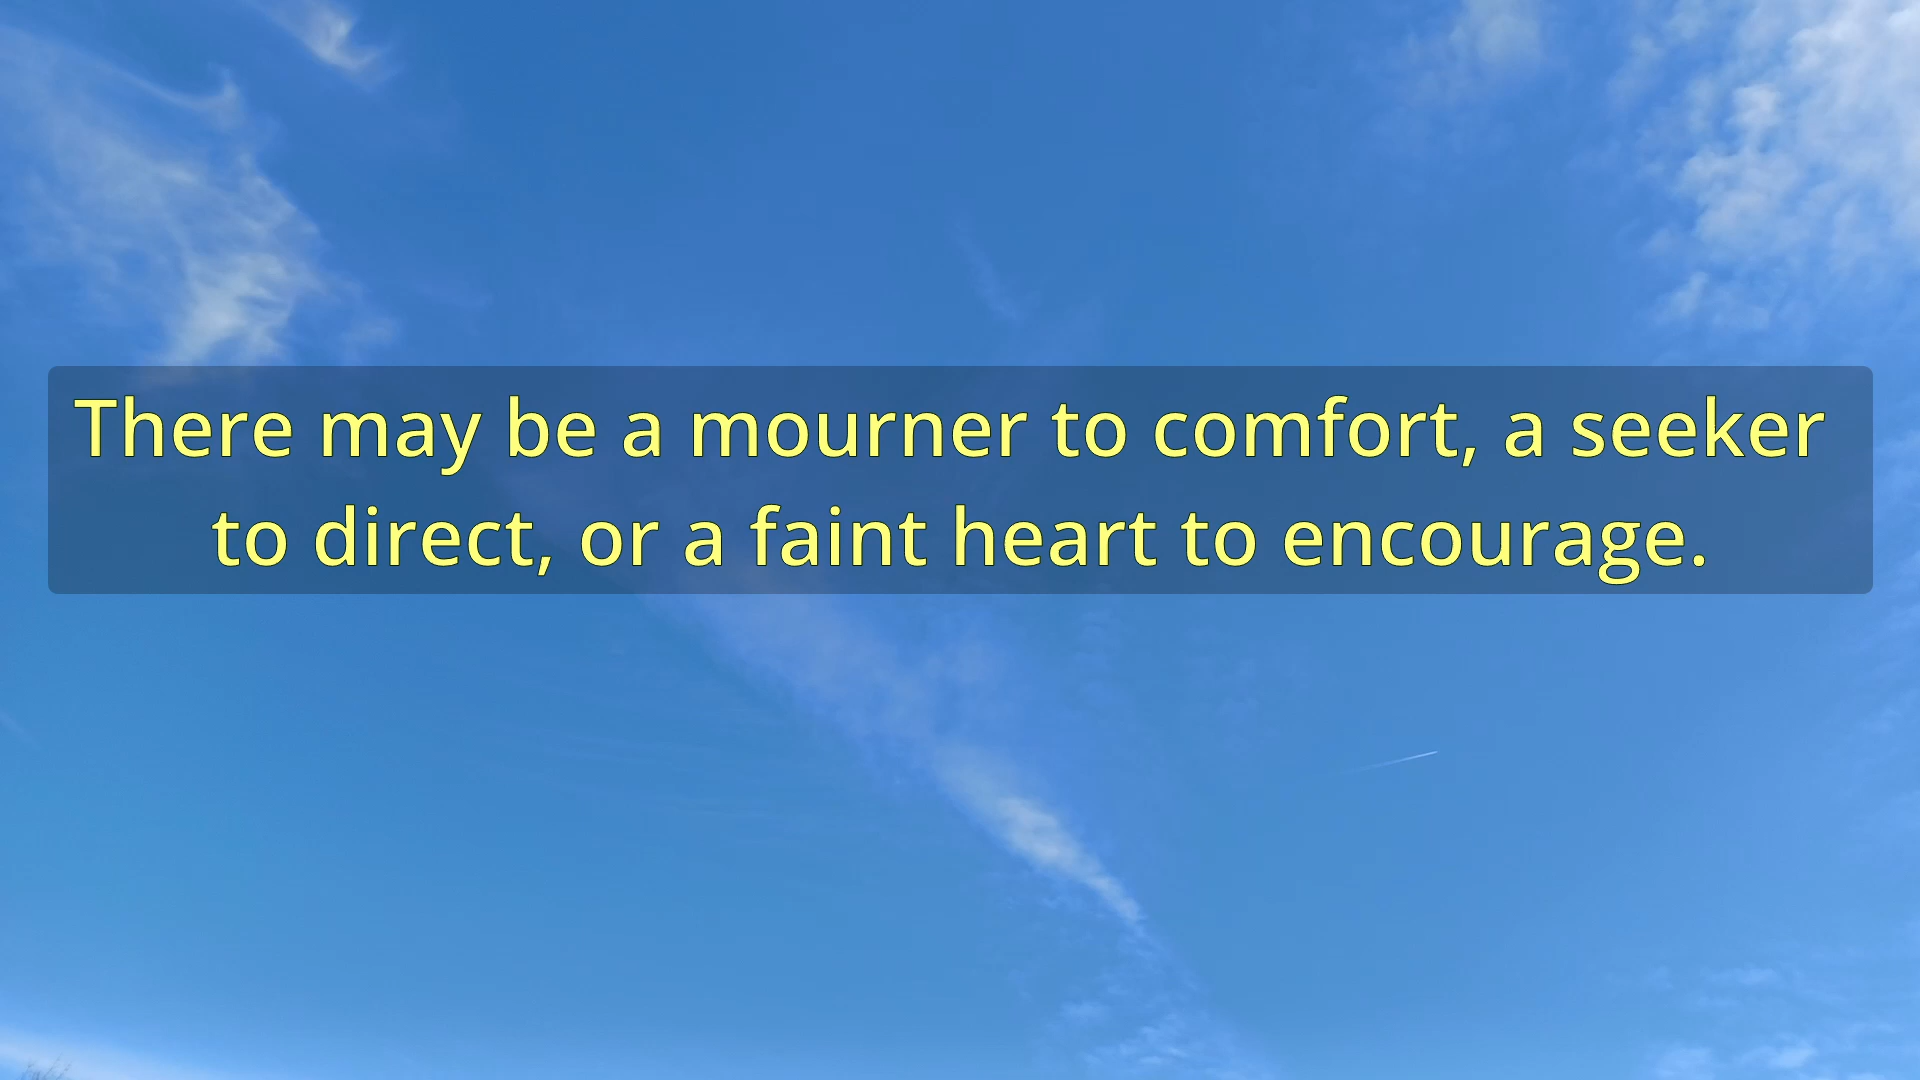 There may be a mourner to comfort, a seeker
to direct, or a faint heart to encourage.